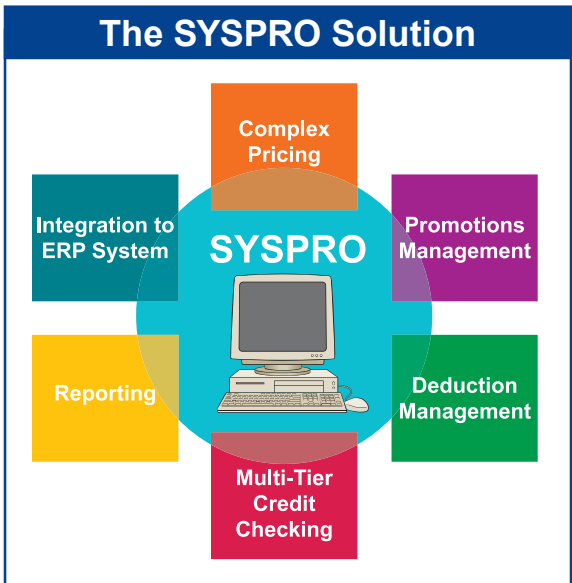 The SYSPRO Solution
Complex
Pricing
Integration to
ERP System
SYSPRO
Promotions
Management
Reporting
Deduction
Management
Multi-Tier
Credit
Checking